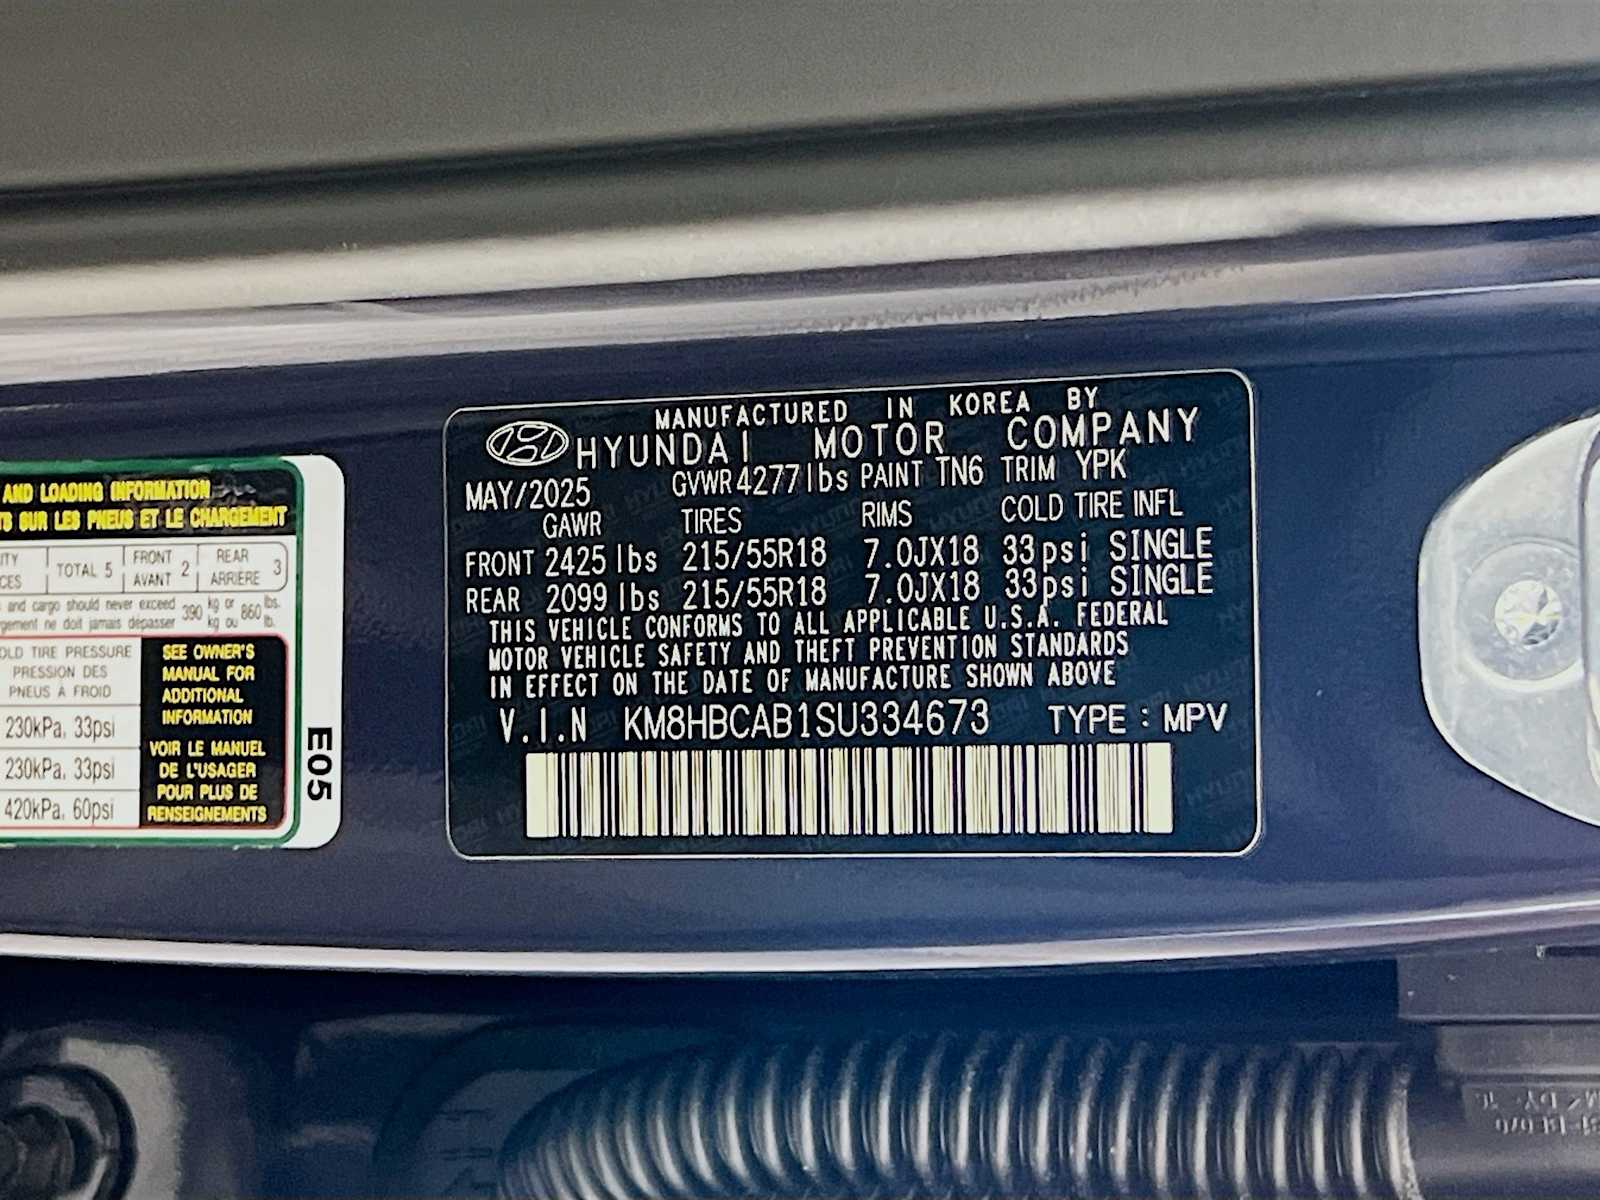 MANUFACTURED IN KOREA BY
HYUNDAI MOTOR COMPANY
MAY/2025 GVWR 4277 lbs PAINT TN6 TRIM YPK
GAWR TIRES RIMS COLD TIRE INFL
FRONT 2425 lbs 215/55R18 7.0JX18 33psi SINGLE
REAR 2099 lbs 215/55R18 7.0JX18 33psi SINGLE
THIS VEHICLE CONFORMS TO ALL APPLICABLE U.S.A. FEDERAL
MOTOR VEHICLE SAFETY AND THEFT PREVENTION STANDARDS
IN EFFECT ON THE DATE OF MANUFACTURE SHOWN ABOVE
V.I.N KM8HBCAB1SU334673 TYPE : MPV
AND LOADING INFORMATION
SUR LES PNEUS ET LE CHARGEMENT
TOTAL 5 FRONT AVANT 2 REAR ARRIÈRE 3
and cargo should never exceed 390 kg or 860 lbs.
ne doit jamais dépasser kg ou lb.
TIRE PRESSURE
PRESSION DES
PNEUS À FROID
230kPa, 33psi
230kPa, 33psi
420kPa, 60psi
SEE OWNER'S
MANUAL FOR
ADDITIONAL
INFORMATION
VOIR LE MANUEL
DE L'USAGER
POUR PLUS DE
RENSEIGNEMENTS
E05